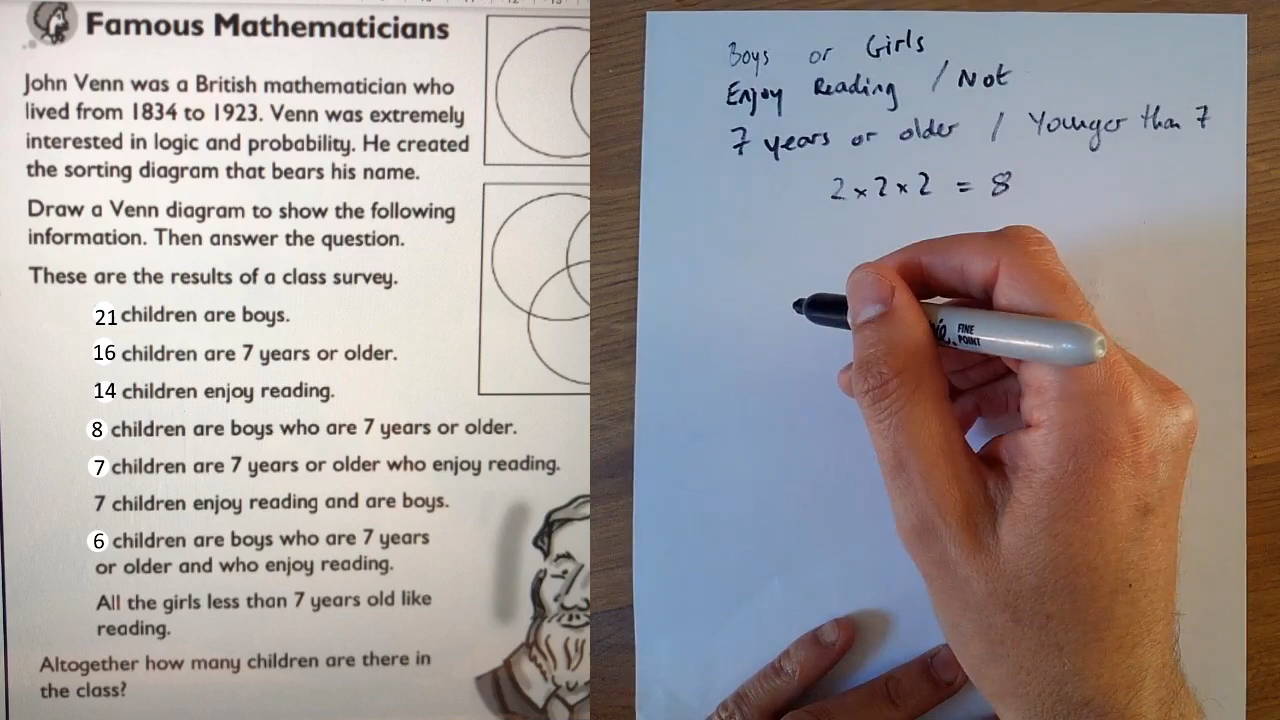 Famous Mathematicians
John Venn was a British mathematician who
lived from 1834 to 1923. Venn was extremely
interested in logic and probability. He created
the sorting diagram that bears his name.
Draw a Venn diagram to show the following
information. Then answer the question.
These are the results of a class survey.
21 children are boys.
16 children are 7 years or older.
14 children enjoy reading.
8 children are boys who are 7 years or older.
7 children are 7 years or older who enjoy reading.
7 children enjoy reading and are boys.
6 children are boys who are 7 years
or older and who enjoy reading.
All the girls less than 7 years old like
reading.
Altogether how many children are there in
the class?
Boys or Girls
Enjoy Reading / Not
7 years or older / Younger than 7
2 × 2 × 2 = 8
FINE
POINT